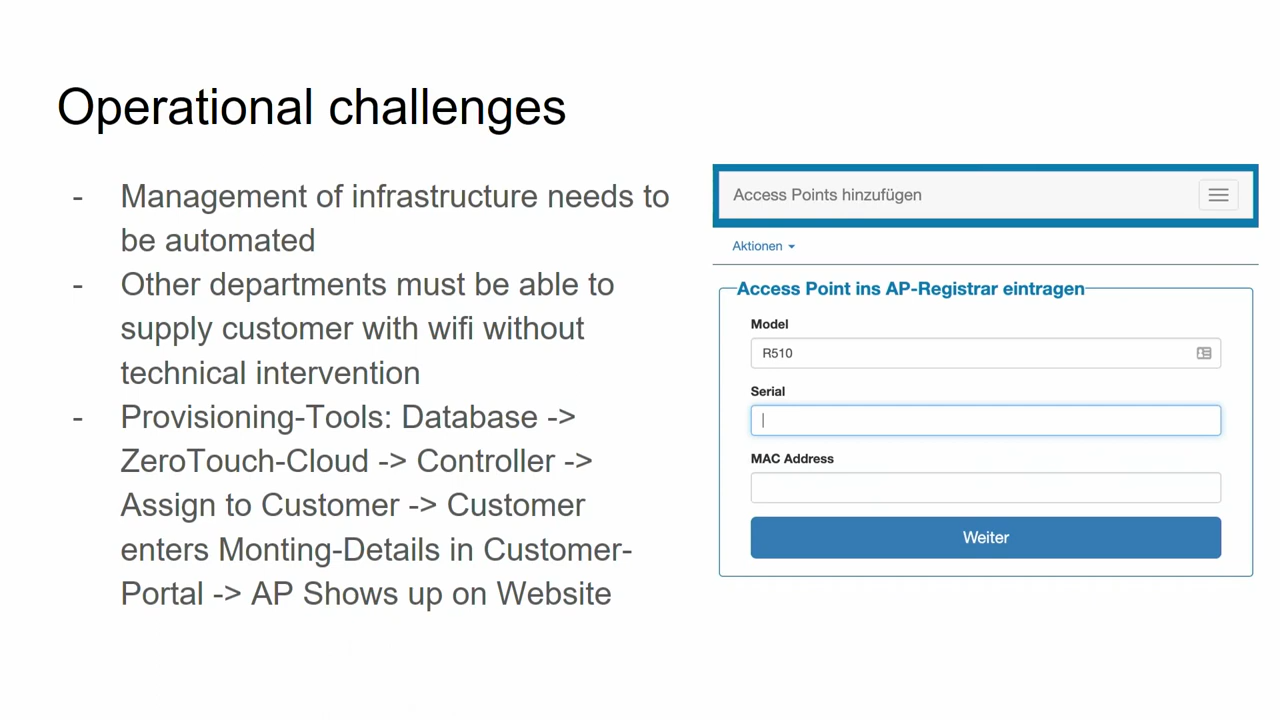 Operational challenges
- Management of infrastructure needs to
be automated
- Other departments must be able to
supply customer with wifi without
technical intervention
- Provisioning-Tools: Database ->
ZeroTouch-Cloud -> Controller ->
Assign to Customer -> Customer
enters Monting-Details in Customer-
Portal -> AP Shows up on Website
Access Points hinzufügen
Aktionen
Access Point ins AP-Registrar eintragen
Model
R510
Serial
MAC Address
Weiter